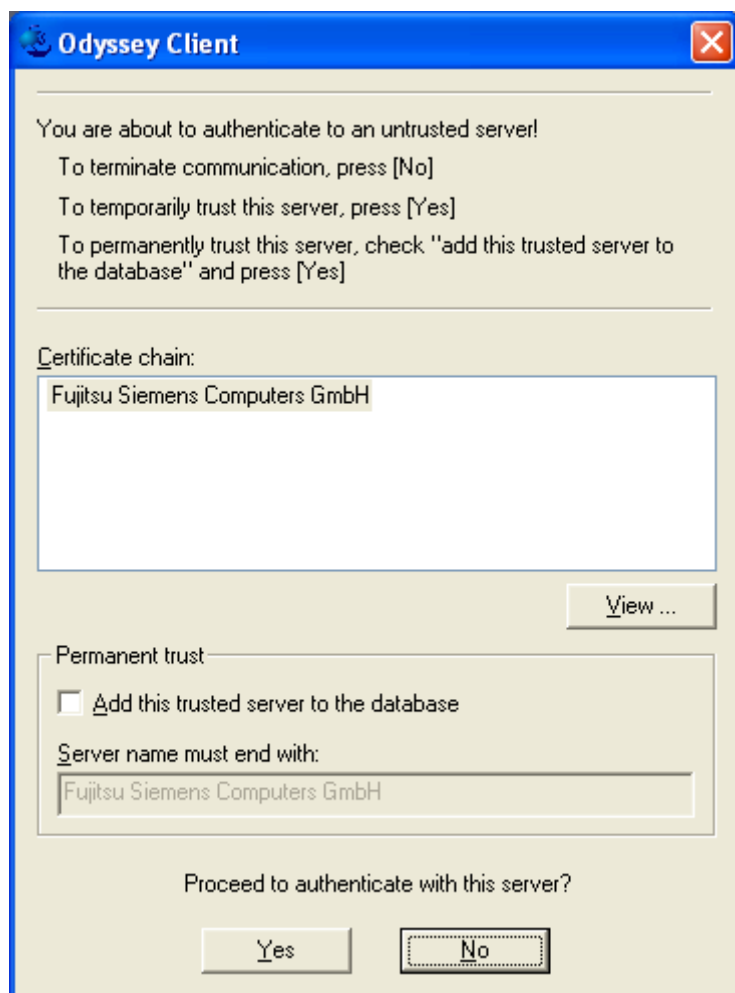 Odyssey Client
You are about to authenticate to an untrusted server!
To terminate communication, press [No]
To temporarily trust this server, press [Yes]
To permanently trust this server, check "add this trusted server to
the database" and press [Yes]
Certificate chain:
Fujitsu Siemens Computers GmbH
View ...
Permanent trust
Add this trusted server to the database
Server name must end with:
Fujitsu Siemens Computers GmbH
Proceed to authenticate with this server?
Yes No